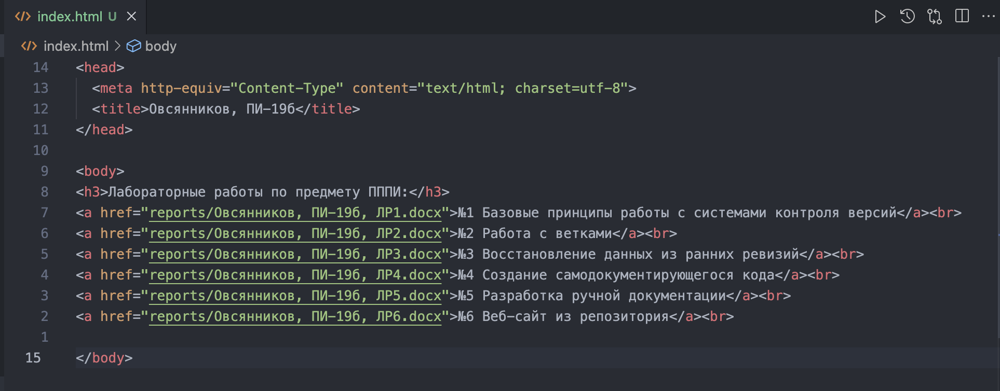 index.html U
index.html > body
14 <head>
13 <meta http-equiv="Content-Type" content="text/html; charset=utf-8">
12 <title>Овсянников, ПИ-19б</title>
11 </head>
10
9 <body>
8 <h3>Лабораторные работы по предмету ПППИ:</h3>
7 <a href="reports/Овсянников, ПИ-19б, ЛР1.docx">№1 Базовые принципы работы с системами контроля версий</a><br>
6 <a href="reports/Овсянников, ПИ-19б, ЛР2.docx">№2 Работа с ветками</a><br>
5 <a href="reports/Овсянников, ПИ-19б, ЛР3.docx">№3 Восстановление данных из ранних ревизий</a><br>
4 <a href="reports/Овсянников, ПИ-19б, ЛР4.docx">№4 Создание самодокументирующегося кода</a><br>
3 <a href="reports/Овсянников, ПИ-19б, ЛР5.docx">№5 Разработка ручной документации</a><br>
2 <a href="reports/Овсянников, ПИ-19б, ЛР6.docx">№6 Веб-сайт из репозитория</a><br>
1
15 </body>